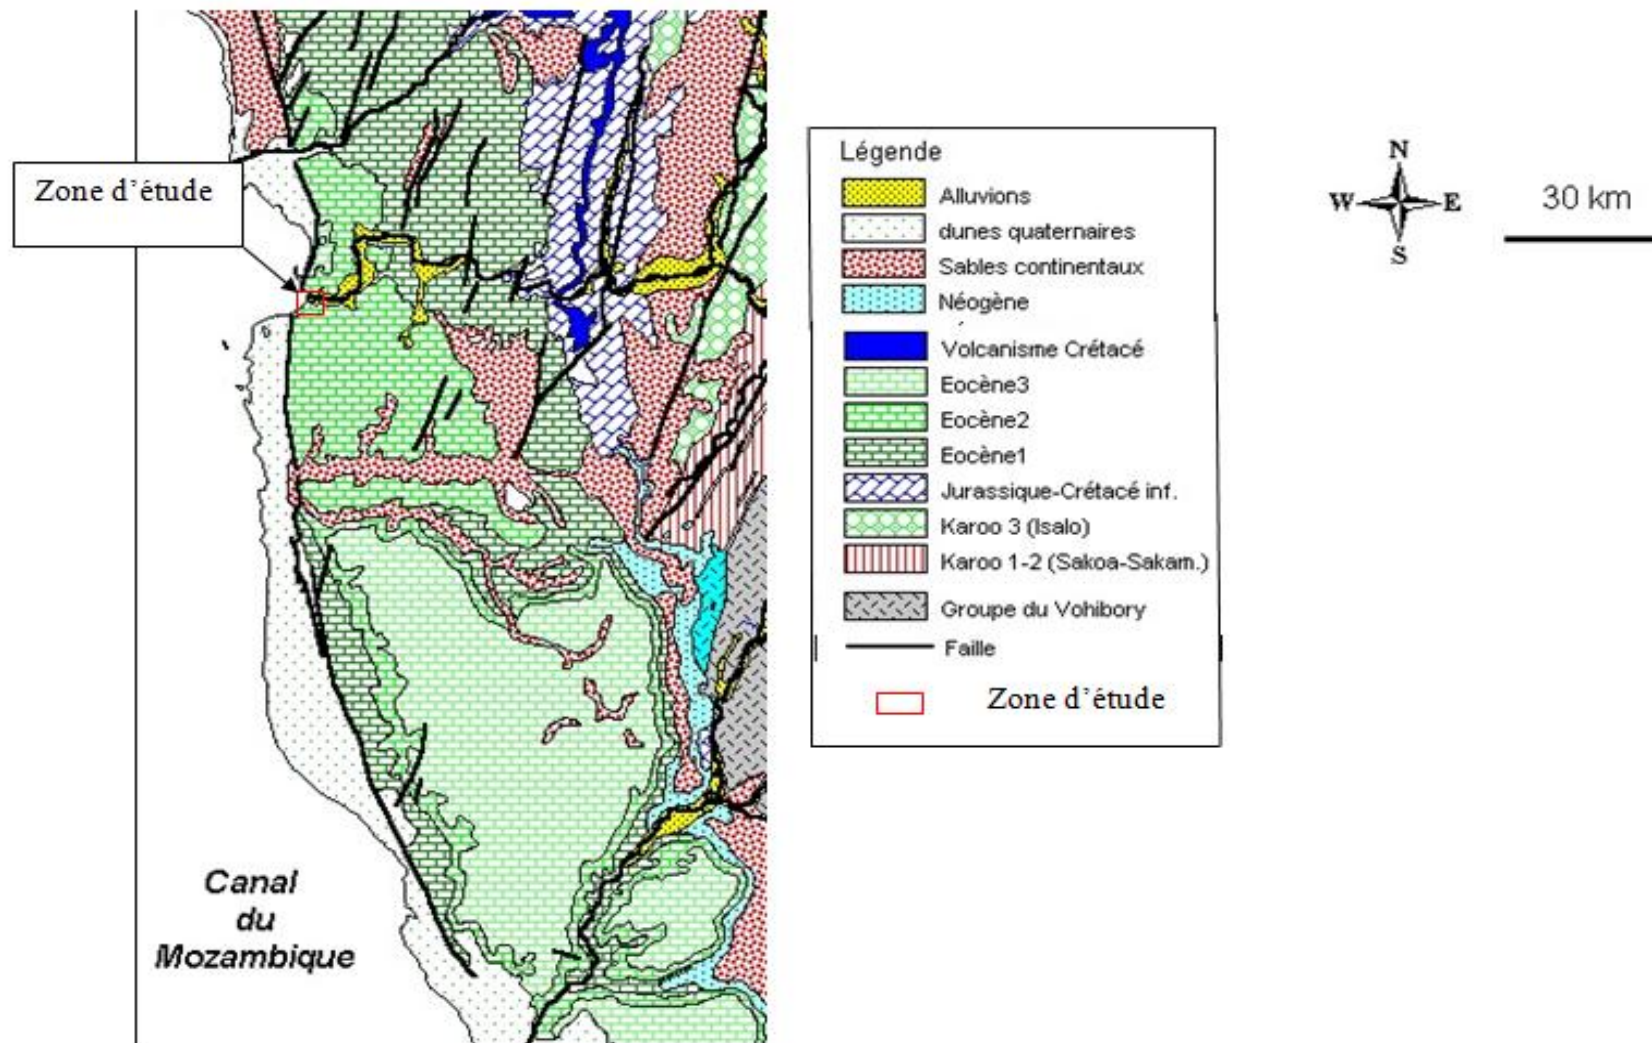 Zone d’étude
Canal
du
Mozambique
Légende
Alluvions
dunes quaternaires
Sables continentaux
Néogène
Volcanisme Crétacé
Eocène3
Eocène2
Eocène1
Jurassique-Crétacé inf.
Karoo 3 (Isalo)
Karoo 1-2 (Sakoa-Sakam.)
Groupe du Vohibory
Faille
Zone d’étude
N
W E
S
30 km